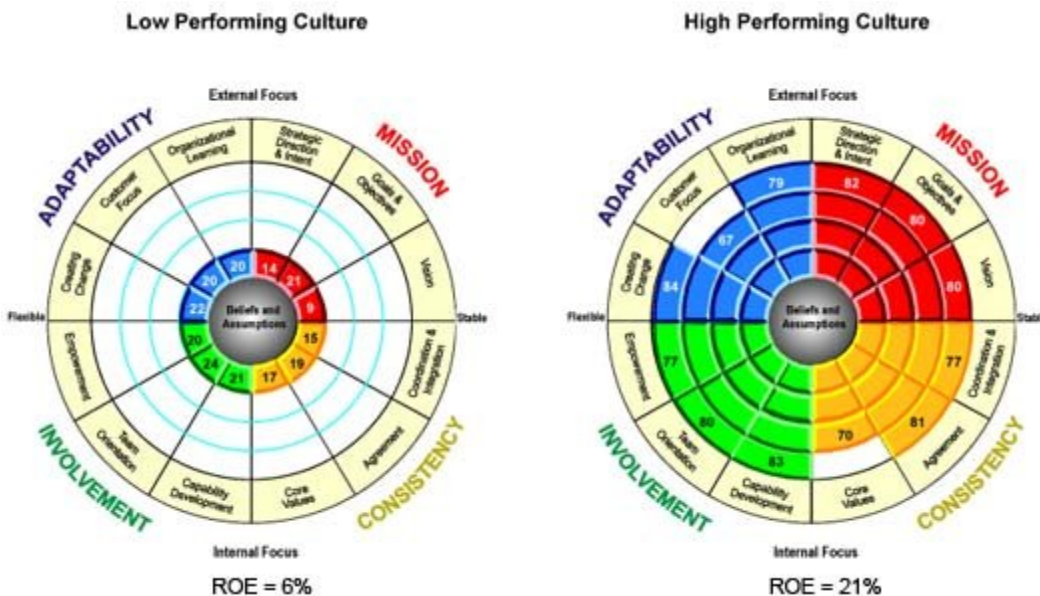 Low Performing Culture
External Focus
ADAPTABILITY
MISSION
Organizational
Learning
Strategic
Direction
& Intent
Customer
Focus
Goals &
Objectives
Creating
Change
Vision
20
14
20
21
22
9
Flexible
Beliefs and
Assumptions
Stable
20
15
24
19
21
17
Empowerment
Coordination &
Integration
Team
Orientation
Agreement
Capability
Development
Core
Values
INVOLVEMENT
CONSISTENCY
Internal Focus
ROE = 6%
High Performing Culture
External Focus
ADAPTABILITY
MISSION
Organizational
Learning
Strategic
Direction
& Intent
Customer
Focus
Goals &
Objectives
Creating
Change
Vision
79
82
67
80
84
80
Flexible
Beliefs and
Assumptions
Stable
77
77
80
81
83
70
Empowerment
Coordination &
Integration
Team
Orientation
Agreement
Capability
Development
Core
Values
INVOLVEMENT
CONSISTENCY
Internal Focus
ROE = 21%